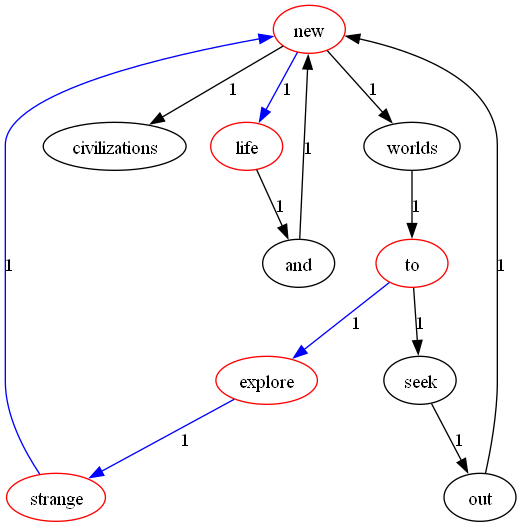 new
1 1 1
civilizations life worlds
1
1 1
and to
1
1 1
explore seek
1 1
strange out